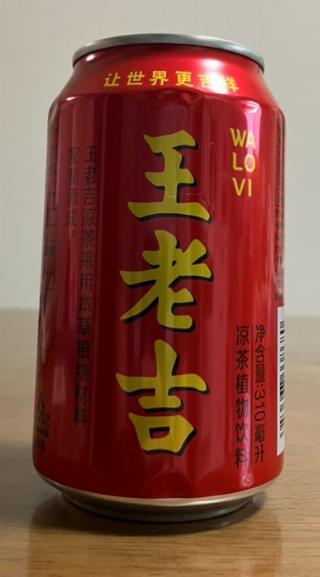 让世界更吉祥
WA
LO
VI
王老吉
王老吉凉茶采用本草植物材料
配制而成。
净含量:310毫升
凉茶植物饮料